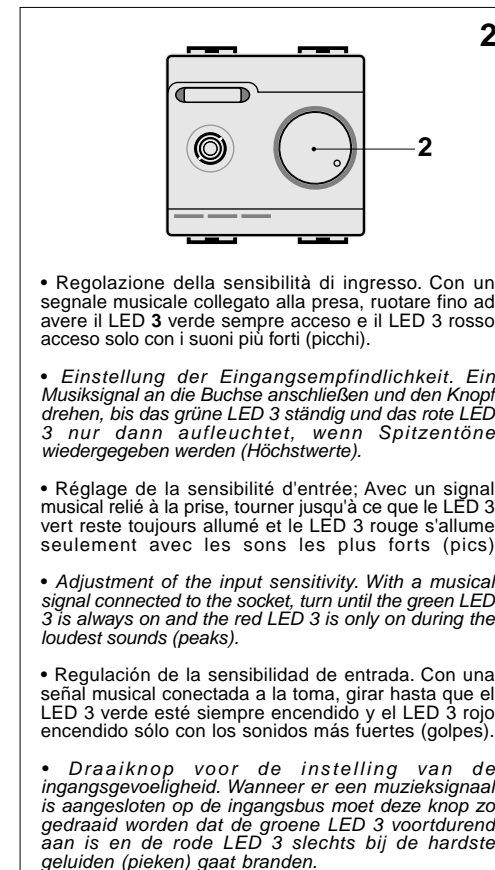 2
2
• Regolazione della sensibilità di ingresso. Con un
segnale musicale collegato alla presa, ruotare fino ad
avere il LED 3 verde sempre acceso e il LED 3 rosso
acceso solo con i suoni più forti (picchi).
• Einstellung der Eingangsempfindlichkeit. Ein
Musiksignal an die Buchse anschließen und den Knopf
drehen, bis das grüne LED 3 ständig und das rote LED
3 nur dann aufleuchtet, wenn Spitzentöne
wiedergegeben werden (Höchstwerte).
• Réglage de la sensibilité d'entrée; Avec un signal
musical relié à la prise, tourner jusqu'à ce que le LED 3
vert reste toujours allumé et le LED 3 rouge s'allume
seulement avec les sons les plus forts (pics)
• Adjustment of the input sensitivity. With a musical
signal connected to the socket, turn until the green LED
3 is always on and the red LED 3 is only on during the
loudest sounds (peaks).
• Regulación de la sensibilidad de entrada. Con una
señal musical conectada a la toma, girar hasta que el
LED 3 verde esté siempre encendido y el LED 3 rojo
encendido sólo con los sonidos más fuertes (golpes).
• Draaiknop voor de instelling van de
ingangsgevoeligheid. Wanneer er een muzieksignaal
is aangesloten op de ingangsbus moet deze knop zo
gedraaid worden dat de groene LED 3 voortdurend
aan is en de rode LED 3 slechts bij de hardste
geluiden (pieken) gaat branden.